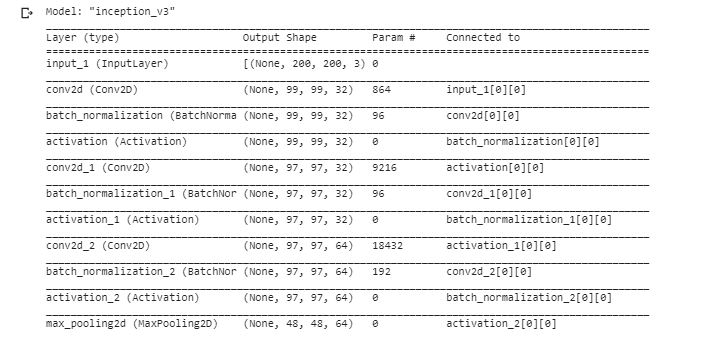 Model: "inception_v3"
Layer (type) Output Shape Param # Connected to
input_1 (InputLayer) [(None, 200, 200, 3) 0
conv2d (Conv2D) (None, 99, 99, 32) 864 input_1[0][0]
batch_normalization (BatchNorma (None, 99, 99, 32) 96 conv2d[0][0]
activation (Activation) (None, 99, 99, 32) 0 batch_normalization[0][0]
conv2d_1 (Conv2D) (None, 97, 97, 32) 9216 activation[0][0]
batch_normalization_1 (BatchNor (None, 97, 97, 32) 96 conv2d_1[0][0]
activation_1 (Activation) (None, 97, 97, 32) 0 batch_normalization_1[0][0]
conv2d_2 (Conv2D) (None, 97, 97, 64) 18432 activation_1[0][0]
batch_normalization_2 (BatchNor (None, 97, 97, 64) 192 conv2d_2[0][0]
activation_2 (Activation) (None, 97, 97, 64) 0 batch_normalization_2[0][0]
max_pooling2d (MaxPooling2D) (None, 48, 48, 64) 0 activation_2[0][0]